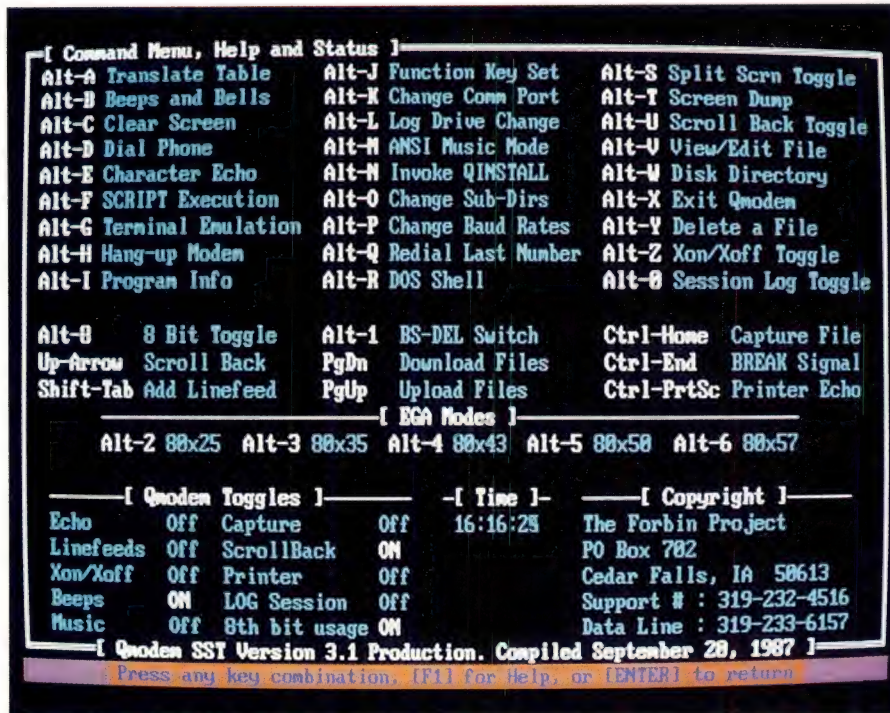 [ Command Menu, Help and Status ]
Alt-A Translate Table Alt-J Function Key Set Alt-S Split Scrn Toggle
Alt-B Beeps and Bells Alt-K Change Comm Port Alt-T Screen Dump
Alt-C Clear Screen Alt-L Log Drive Change Alt-U Scroll Back Toggle
Alt-D Dial Phone Alt-M ANSI Music Mode Alt-V View/Edit File
Alt-E Character Echo Alt-N Invoke QINSTALL Alt-W Disk Directory
Alt-F SCRIPT Execution Alt-O Change Sub-Dirs Alt-X Exit Qmodem
Alt-G Terminal Emulation Alt-P Change Baud Rates Alt-Y Delete a File
Alt-H Hang-up Modem Alt-Q Redial Last Number Alt-Z Xon/Xoff Toggle
Alt-I Program Info Alt-R DOS Shell Alt-0 Session Log Toggle
Alt-8 8 Bit Toggle Alt-1 BS-DEL Switch Ctrl-Home Capture File
Up-Arrow Scroll Back PgDn Download Files Ctrl-End BREAK Signal
Shift-Tab Add Linefeed PgUp Upload Files Ctrl-PrtSc Printer Echo
[ EGA Modes ]
Alt-2 80x25 Alt-3 80x35 Alt-4 80x43 Alt-5 80x50 Alt-6 80x57
[ Qmodem Toggles ] [ Time ] [ Copyright ]
Echo Off Capture Off 16:16:25 The Forbin Project
Linefeeds Off ScrollBack ON PO Box 702
Xon/Xoff Off Printer Off Cedar Falls, IA 50613
Beeps ON LOG Session Off Support # : 319-232-4516
Music Off 8th bit usage ON Data Line : 319-233-6157
[ Qmodem SST Version 3.1 Production. Compiled September 20, 1987 ]
Press any key combination, [F1] for Help, or [ENTER] to return